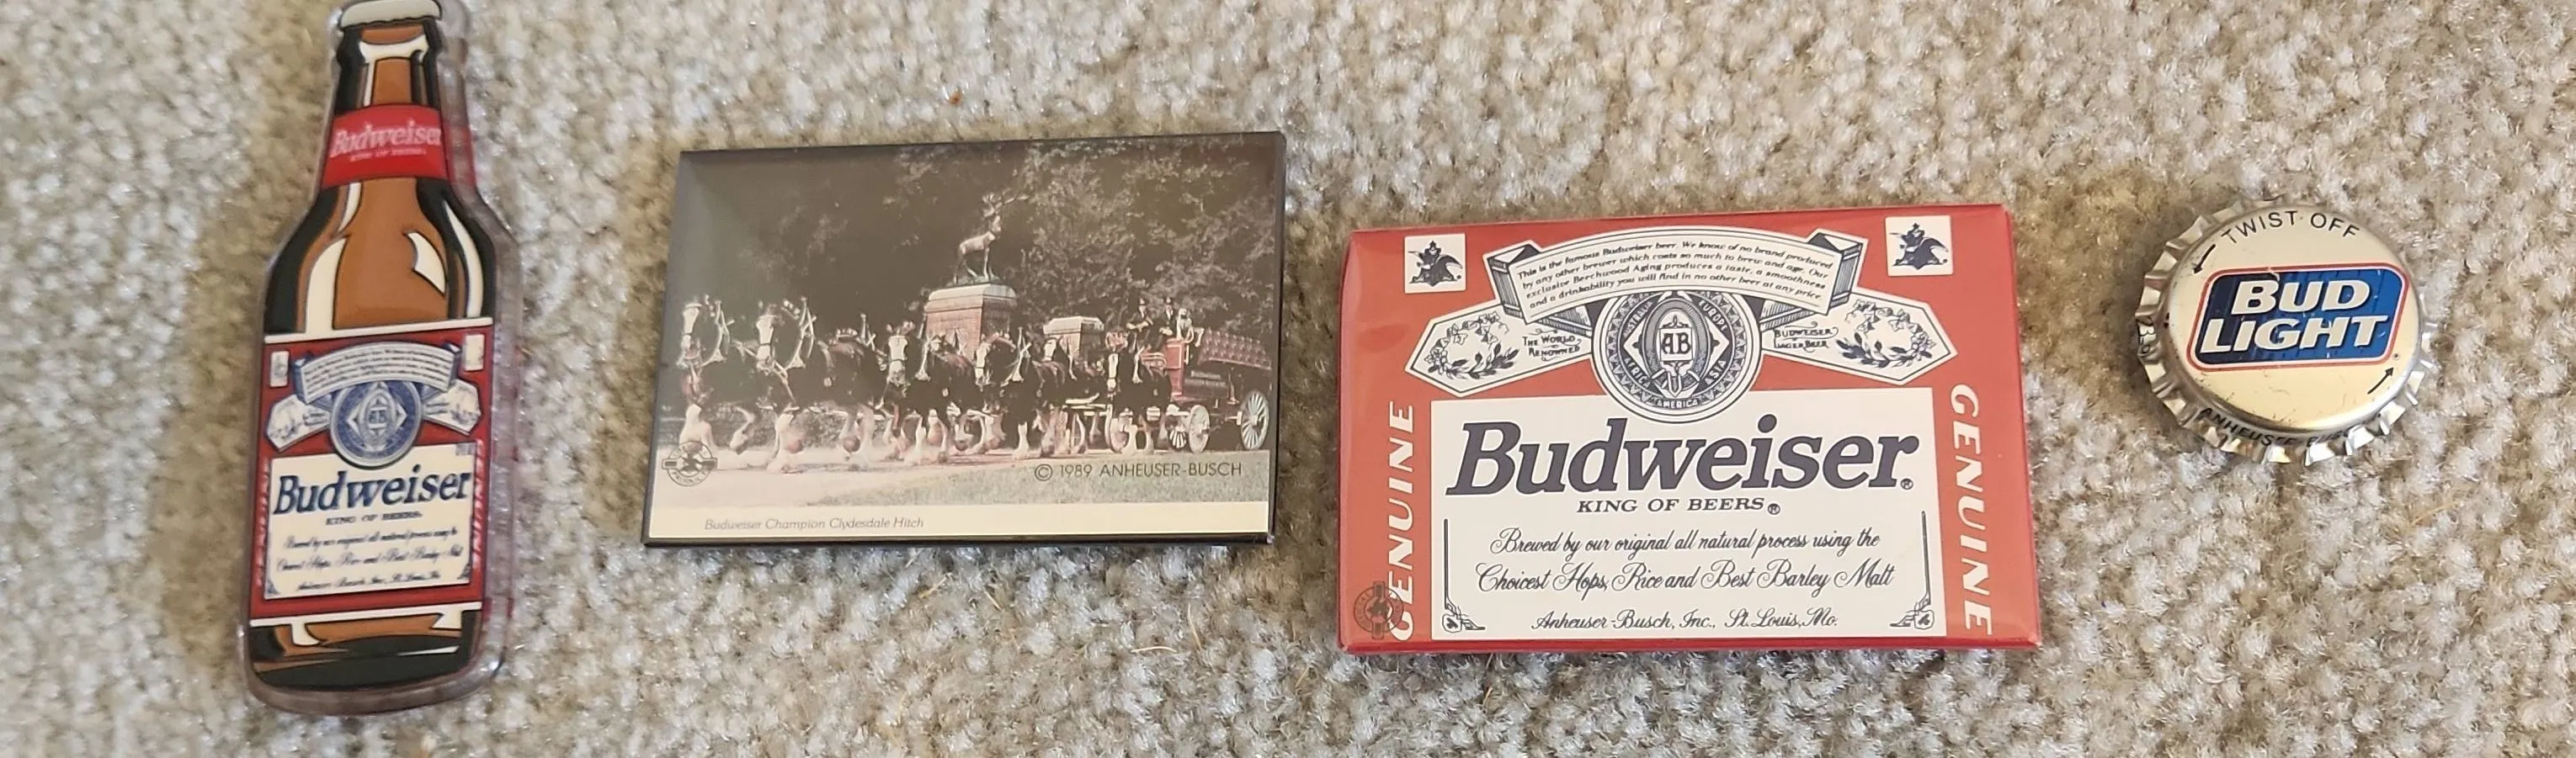 Budweiser
KING OF BEERS
Budweiser
KING OF BEERS
© 1989 ANHEUSER-BUSCH
Budweiser Champion Clydesdale Hitch
This is the famous Budweiser beer. We know of no brand produced
by any other brewer which costs so much to brew and age. Our
exclusive Beechwood Aging produces a taste, a smoothness
and a drinkability you will find in no other beer at any price.
THE WORLD
RENOWNED
BUDWEISER
LAGER BEER
EUROPE
ASIA
AMERICA
AB
GENUINE
Budweiser®
KING OF BEERS®
Brewed by our original all natural process using the
Choicest Hops, Rice and Best Barley Malt
Anheuser-Busch, Inc., St. Louis, Mo.
GENUINE
TWIST OFF
BUD
LIGHT